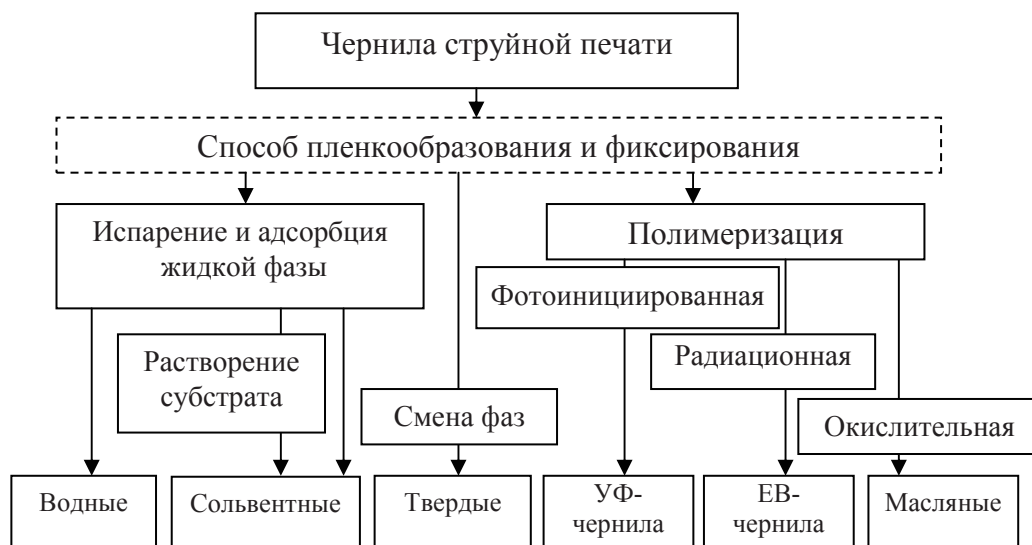 Чернила струйной печати
Способ пленкообразования и фиксирования
Испарение и адсорбция
жидкой фазы
Полимеризация
Фотоинициированная
Растворение
субстрата
Радиационная
Смена фаз
Окислительная
Водные
Сольвентные
Твердые
УФ-
чернила
ЕВ-
чернила
Масляные